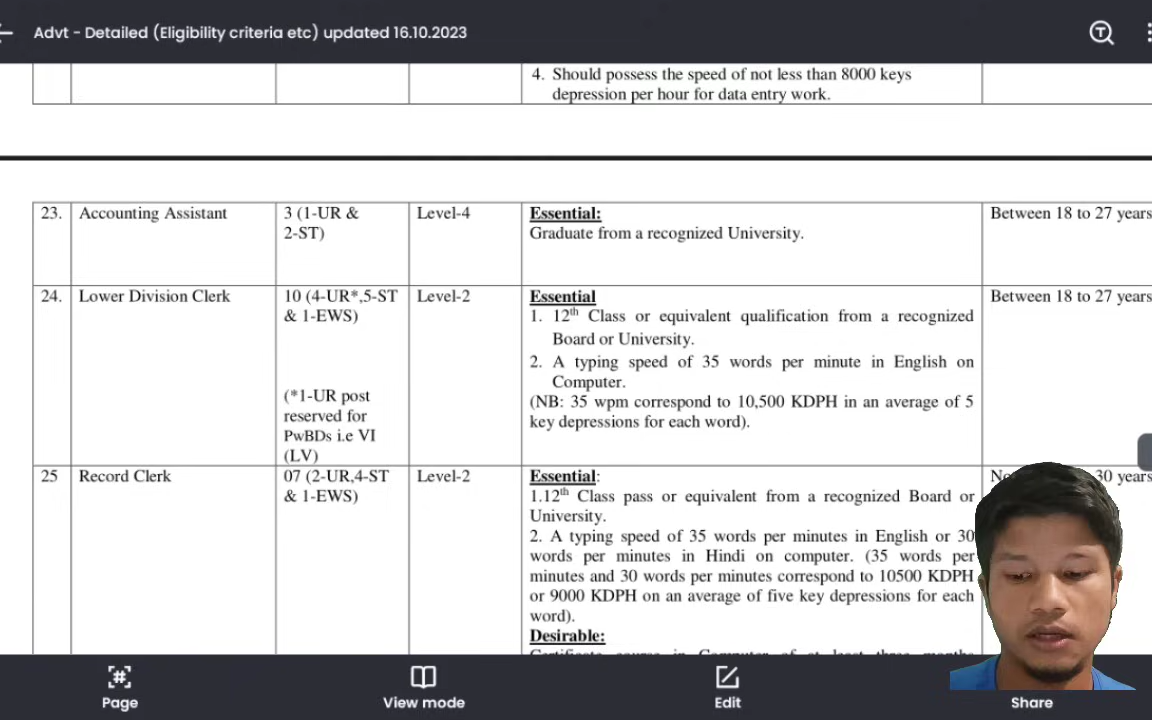 Advt - Detailed (Eligibility criteria etc) updated 16.10.2023
4. Should possess the speed of not less than 8000 keys
depression per hour for data entry work.
23. Accounting Assistant 3 (1-UR & Level-4 Essential: Between 18 to 27 years
2-ST) Graduate from a recognized University.
24. Lower Division Clerk 10 (4-UR*,5-ST Level-2 Essential Between 18 to 27 years
& 1-EWS) 1. 12th Class or equivalent qualification from a recognized
Board or University.
2. A typing speed of 35 words per minute in English on
Computer.
(*1-UR post (NB: 35 wpm correspond to 10,500 KDPH in an average of 5
reserved for key depressions for each word).
PwBDs i.e VI
(LV)
25 Record Clerk 07 (2-UR,4-ST Level-2 Essential: 30 years
& 1-EWS) 1.12th Class pass or equivalent from a recognized Board or
University.
2. A typing speed of 35 words per minutes in English or 30
words per minutes in Hindi on computer. (35 words per
minutes and 30 words per minutes correspond to 10500 KDPH
or 9000 KDPH on an average of five key depressions for each
word).
Desirable:
Certificate course in Computer of at least three months
Page View mode Edit Share